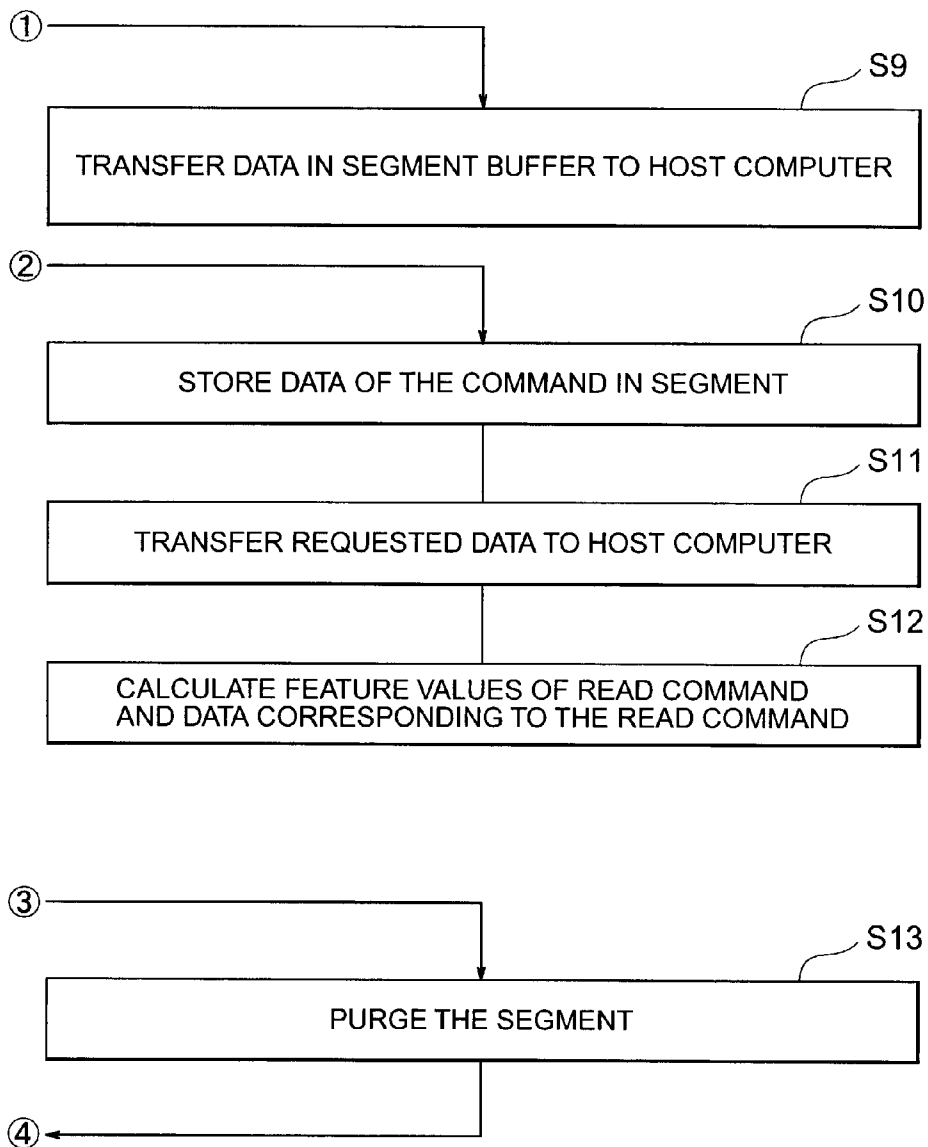 ①
S9
TRANSFER DATA IN SEGMENT BUFFER TO HOST COMPUTER
②
S10
STORE DATA OF THE COMMAND IN SEGMENT
S11
TRANSFER REQUESTED DATA TO HOST COMPUTER
S12
CALCULATE FEATURE VALUES OF READ COMMAND
AND DATA CORRESPONDING TO THE READ COMMAND
③
S13
PURGE THE SEGMENT
④